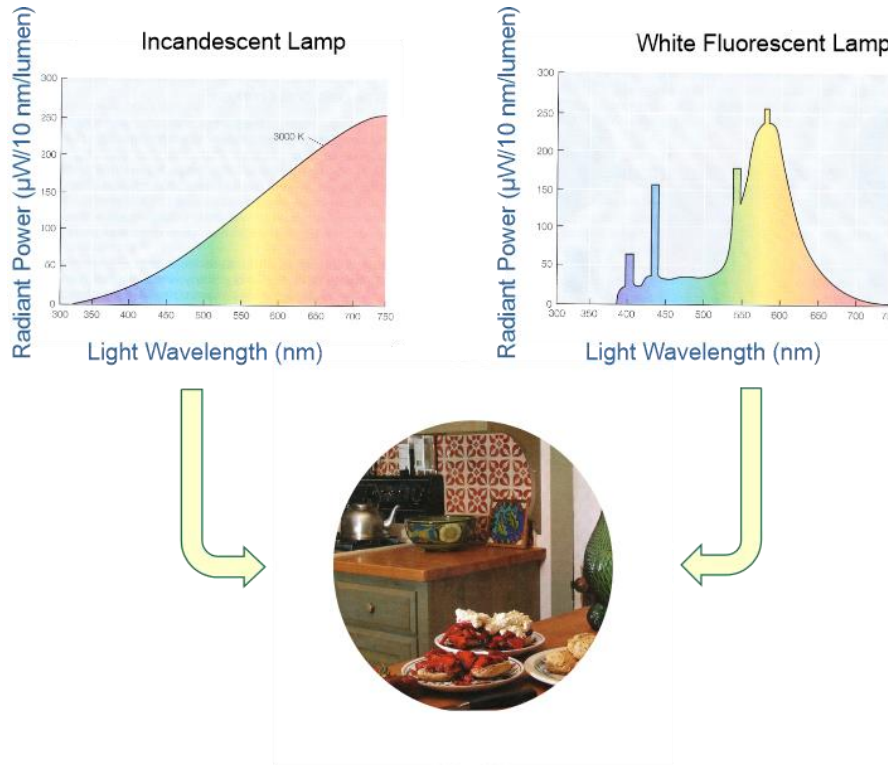 Incandescent Lamp
White Fluorescent Lamp
Radiant Power (µW/10 nm/lumen)
300
250
200
150
100
50
0
3000 K
300 350 400 450 500 550 600 650 700 750
Light Wavelength (nm)
Radiant Power (µW/10 nm/lumen)
300
250
200
150
100
50
0
300 350 400 450 500 550 600 650 700
Light Wavelength (nm)